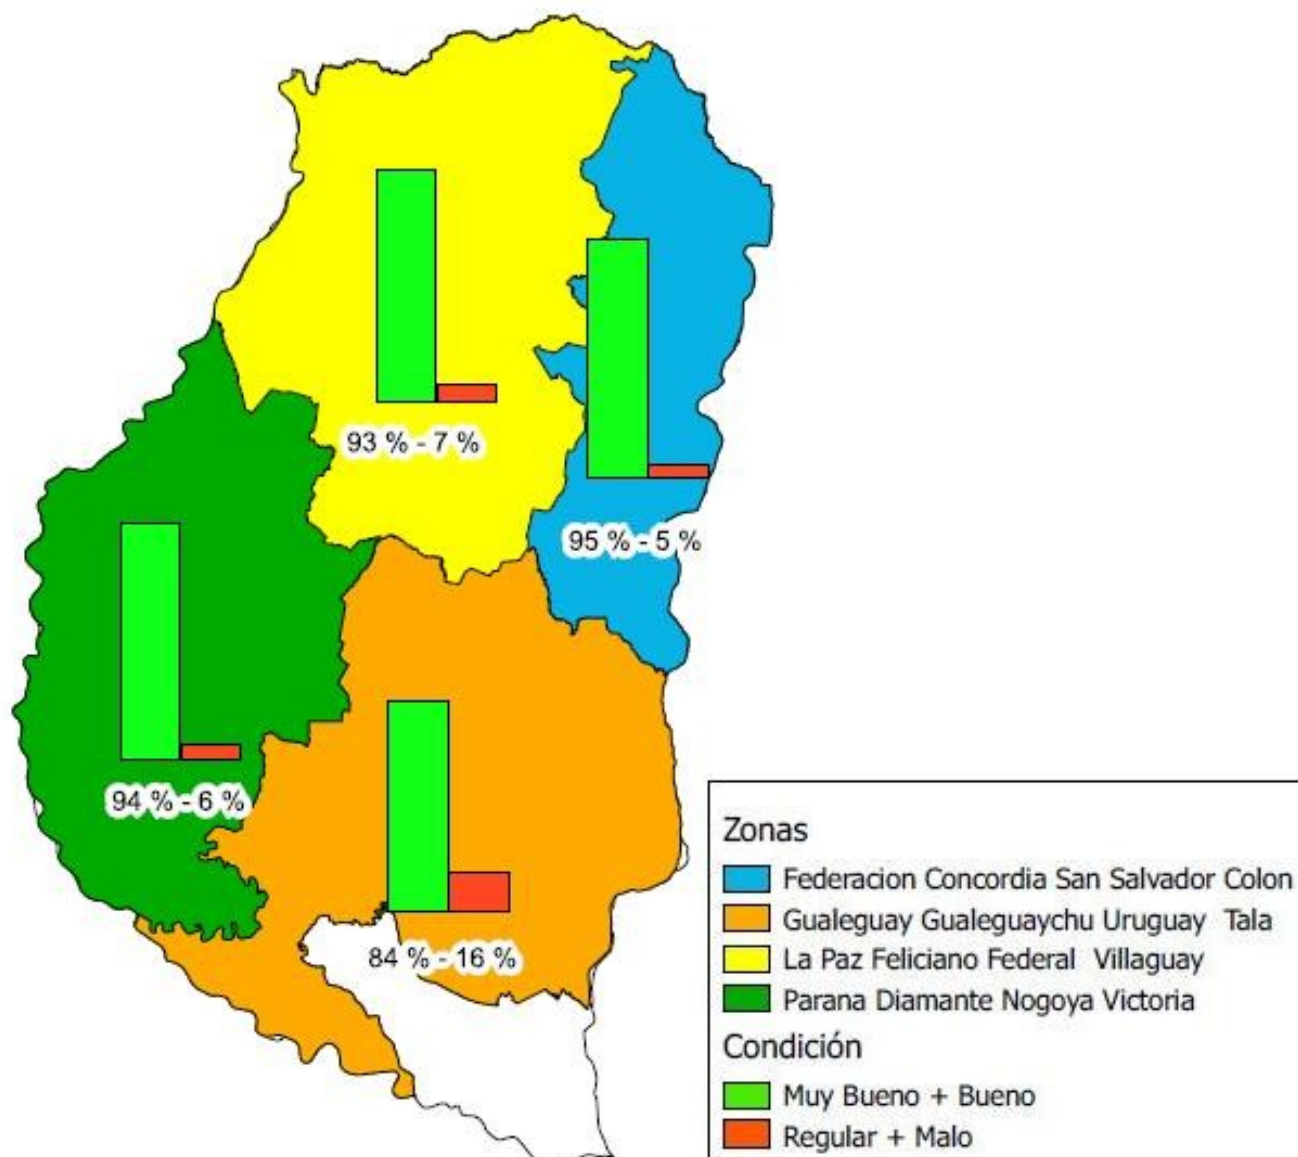 93 % - 7 %
95 % - 5 %
94 % - 6 %
84 % - 16 %
Zonas
Federacion Concordia San Salvador Colon
Gualeguay Gualeguaychu Uruguay  Tala
La Paz Feliciano Federal  Villaguay
Parana Diamante Nogoya Victoria
Condición
Muy Bueno + Bueno
Regular + Malo